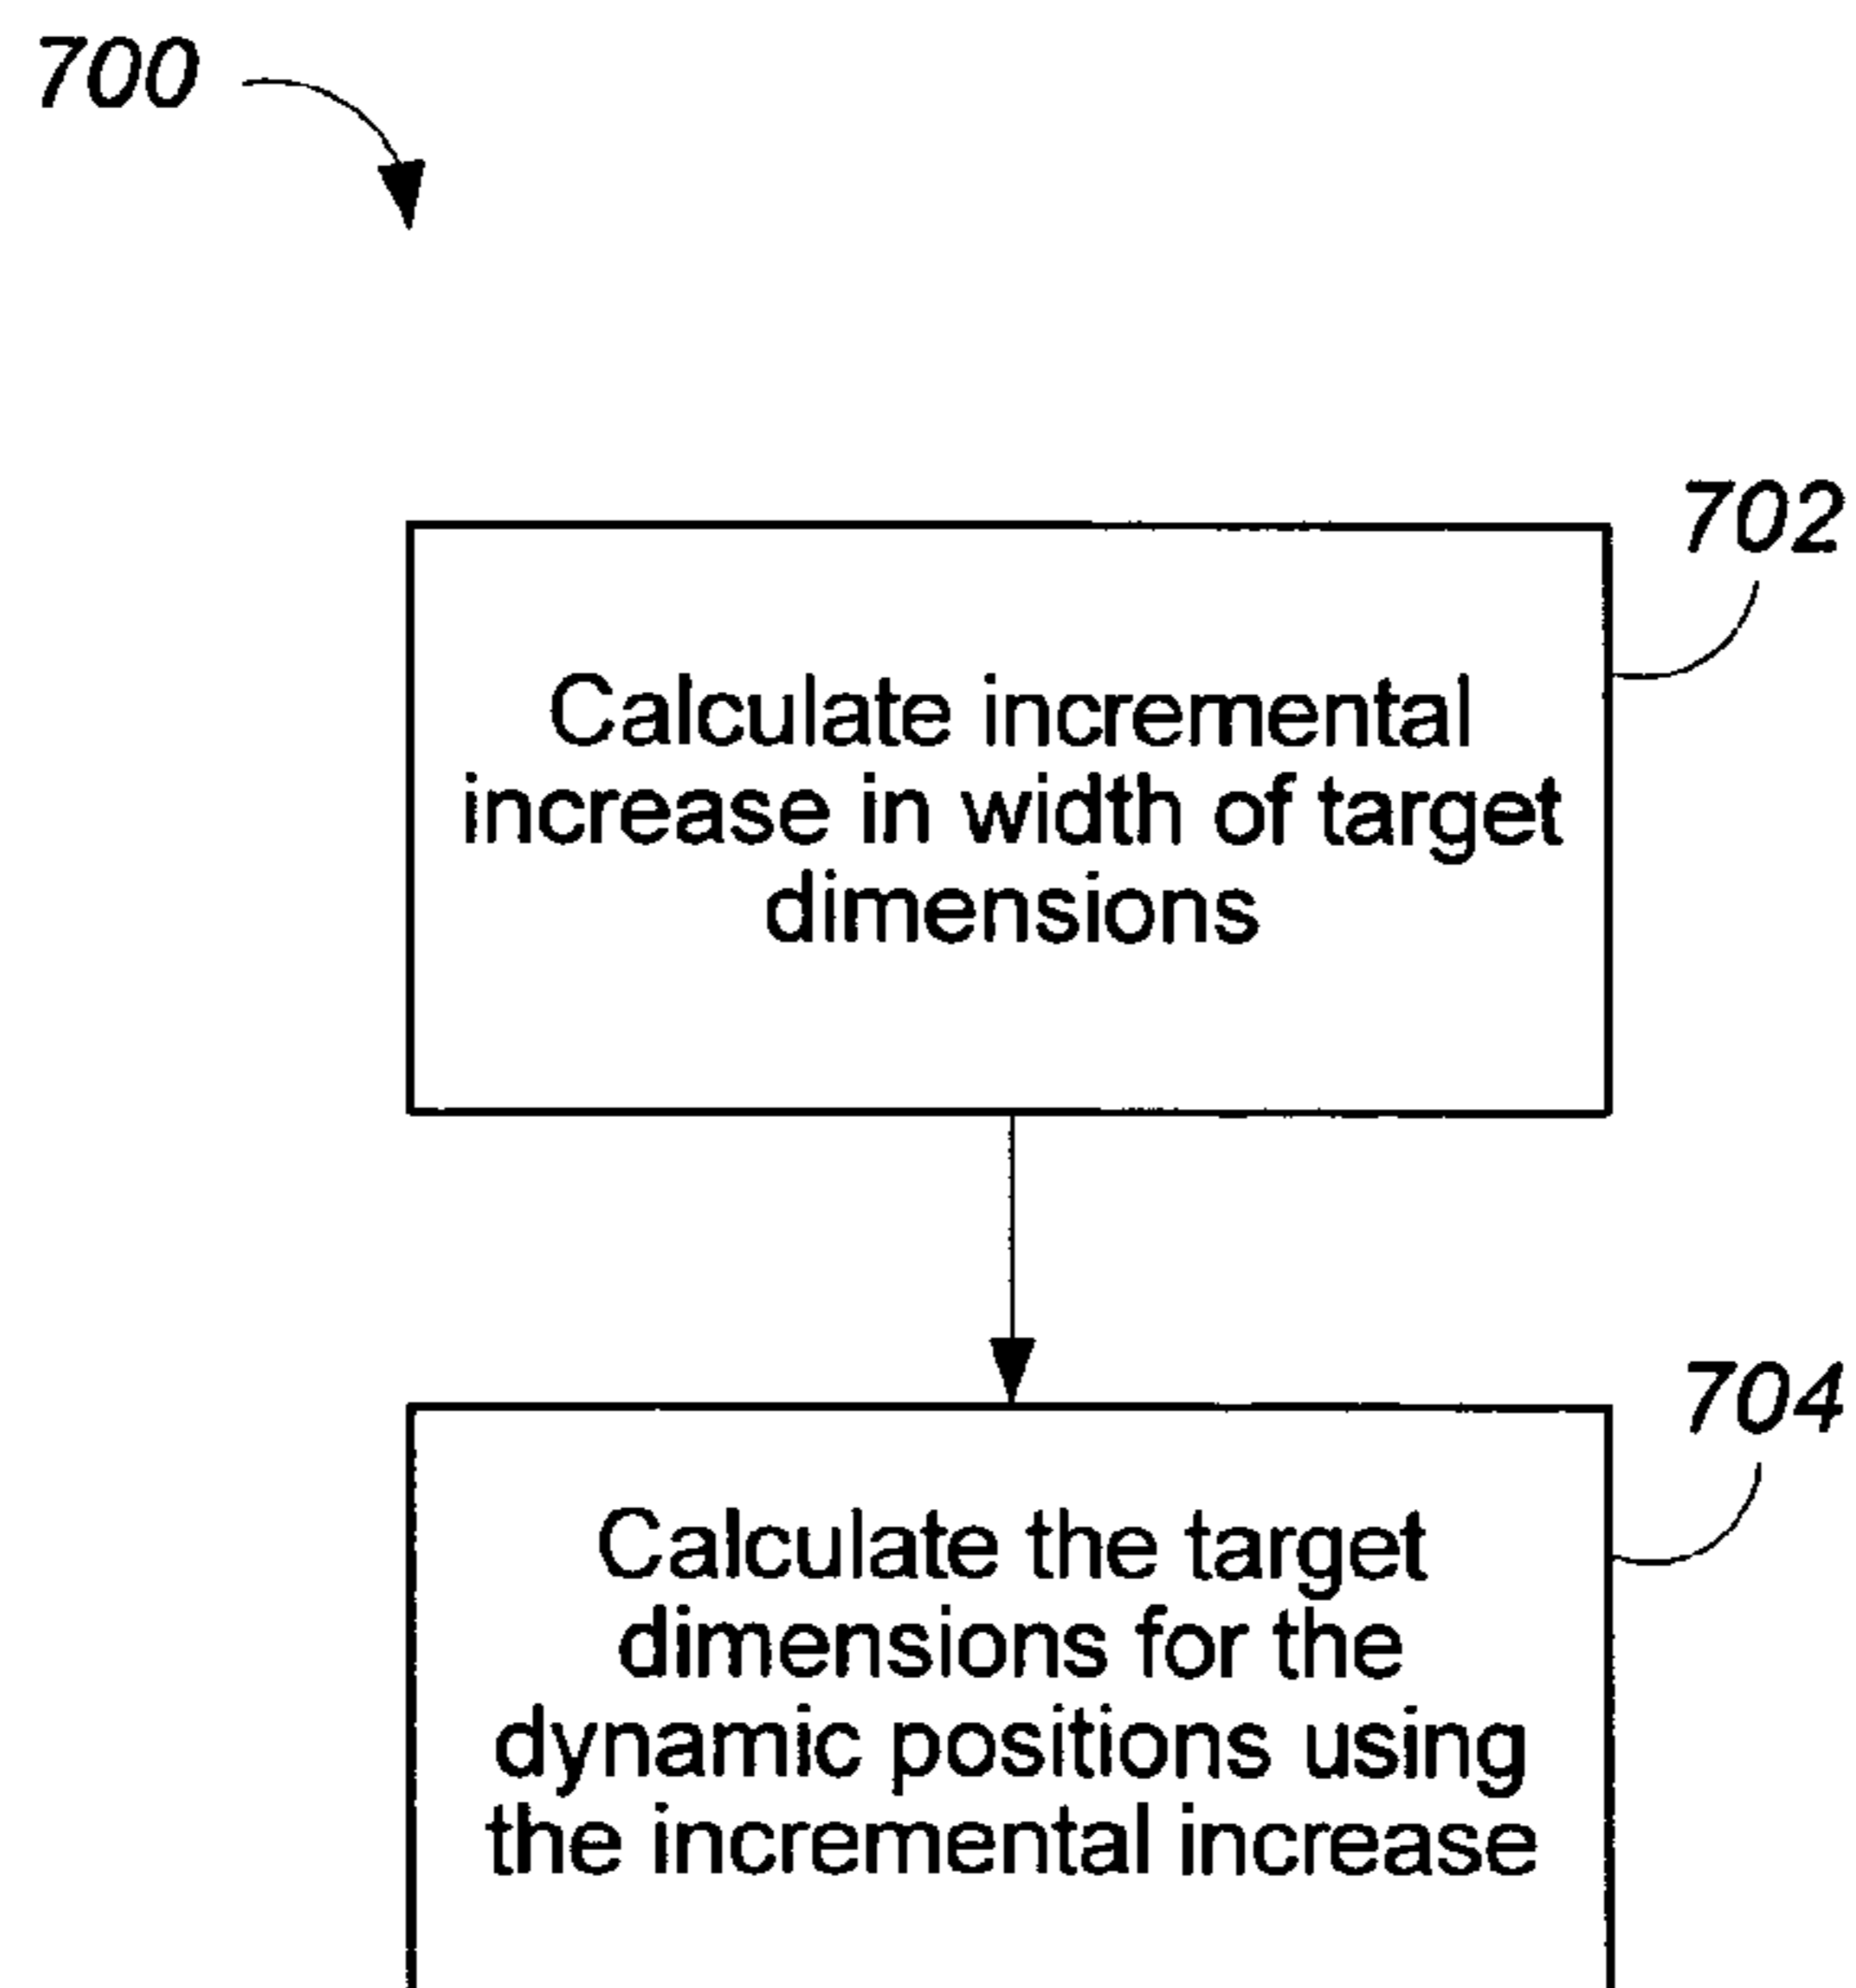 700
702
Calculate incremental
increase in width of target
dimensions
704
Calculate the target
dimensions for the
dynamic positions using
the incremental increase